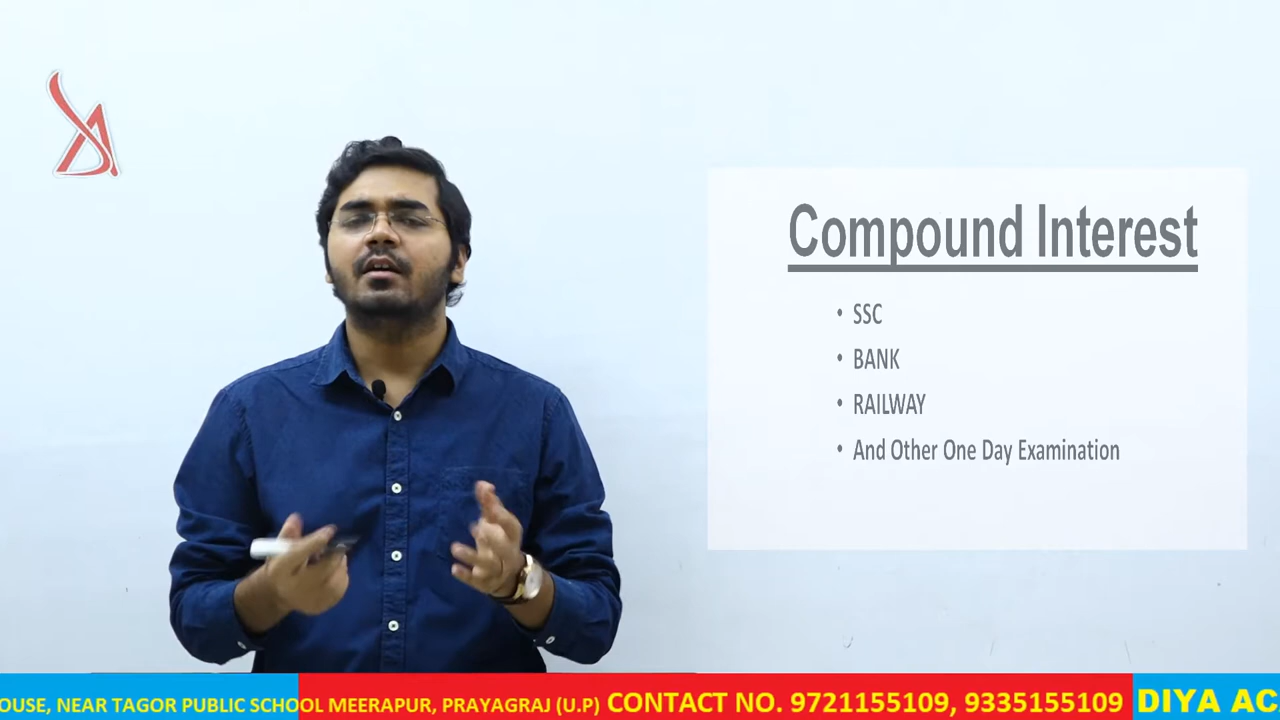 Compound Interest
• SSC
• BANK
• RAILWAY
• And Other One Day Examination
OUSE, NEAR TAGOR PUBLIC SCHOOL MEERAPUR, PRAYAGRAJ (U.P) CONTACT NO. 9721155109, 9335155109 DIYA AC